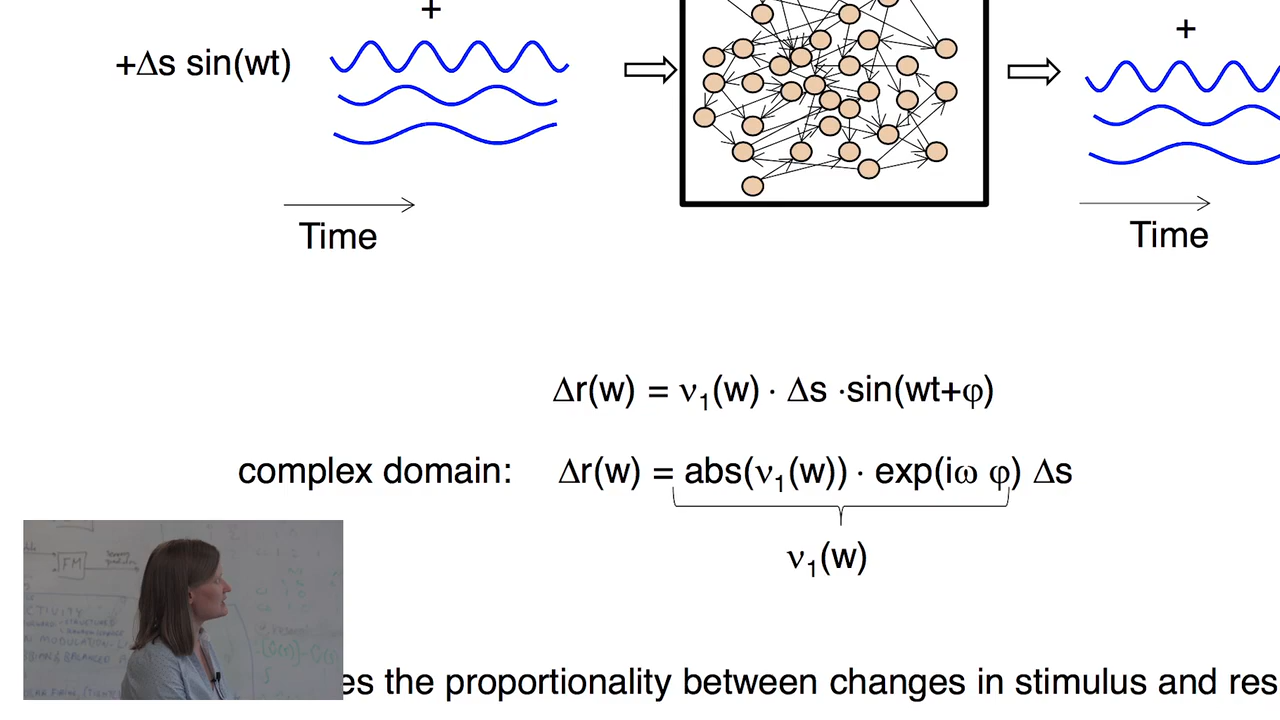 +
+
+Δs sin(wt)
Time
Time
Δr(w) = ν₁(w) · Δs ·sin(wt+φ)
complex domain: Δr(w) = abs(ν₁(w)) · exp(iω φ) Δs
ν₁(w)
FM
es the proportionality between changes in stimulus and res